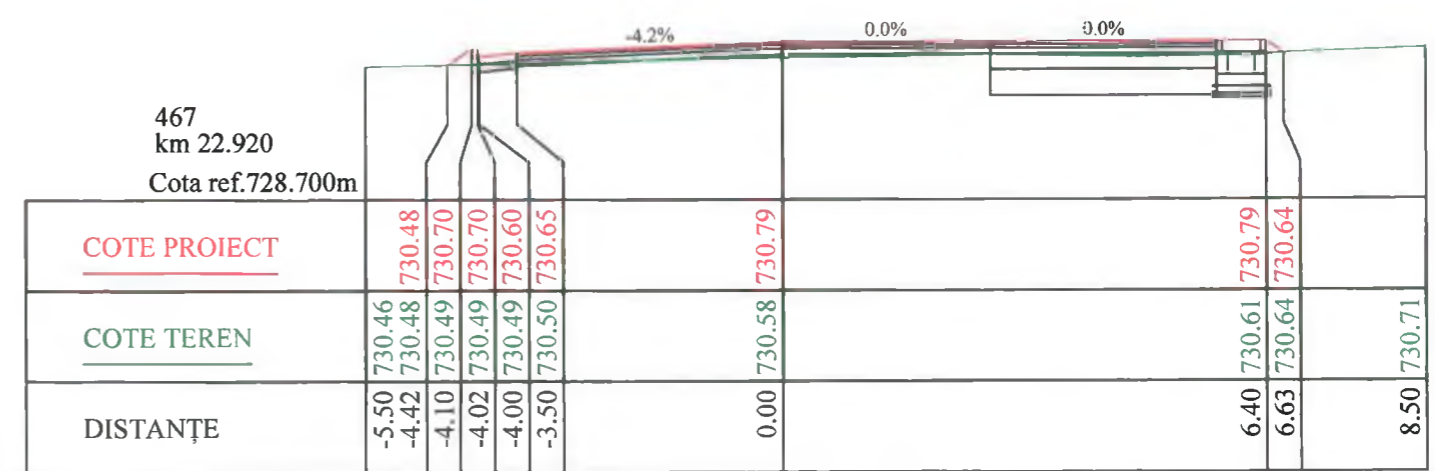 -4.2% 0.0% 0.0%
467
km 22.920
Cota ref.728.700m
COTE PROIECT 730.48 730.70 730.70 730.60 730.65 730.79 730.79 730.64
COTE TEREN 730.46 730.48 730.49 730.49 730.49 730.50 730.58 730.61 730.64 730.71
DISTANȚE -5.50 -4.42 -4.10 -4.02 -4.00 -3.50 0.00 6.40 6.63 8.50